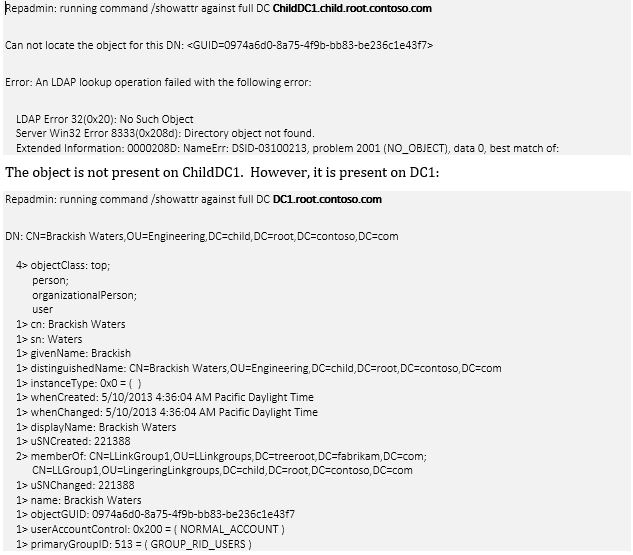 Repadmin: running command /showattr against full DC ChildDC1.child.root.contoso.com
Can not locate the object for this DN: <GUID=0974a6d0-8a75-4f9b-bb83-be236c1e43f7>
Error: An LDAP lookup operation failed with the following error:
LDAP Error 32(0x20): No Such Object
Server Win32 Error 8333(0x208d): Directory object not found.
Extended Information: 0000208D: NameErr: DSID-03100213, problem 2001 (NO_OBJECT), data 0, best match of:
The object is not present on ChildDC1.  However, it is present on DC1:
Repadmin: running command /showattr against full DC DC1.root.contoso.com
DN: CN=Brackish Waters,OU=Engineering,DC=child,DC=root,DC=contoso,DC=com
4> objectClass: top;
person;
organizationalPerson;
user
1> cn: Brackish Waters
1> sn: Waters
1> givenName: Brackish
1> distinguishedName: CN=Brackish Waters,OU=Engineering,DC=child,DC=root,DC=contoso,DC=com
1> instanceType: 0x0 = ( )
1> whenCreated: 5/10/2013 4:36:04 AM Pacific Daylight Time
1> whenChanged: 5/10/2013 4:36:04 AM Pacific Daylight Time
1> displayName: Brackish Waters
1> uSNCreated: 221388
2> memberOf: CN=LLinkGroup1,OU=LLinkgroups,DC=treeroot,DC=fabrikam,DC=com;
CN=LLGroup1,OU=LingeringLinkgroups,DC=child,DC=root,DC=contoso,DC=com
1> uSNChanged: 221388
1> name: Brackish Waters
1> objectGUID: 0974a6d0-8a75-4f9b-bb83-be236c1e43f7
1> userAccountControl: 0x200 = ( NORMAL_ACCOUNT )
1> primaryGroupID: 513 = ( GROUP_RID_USERS )